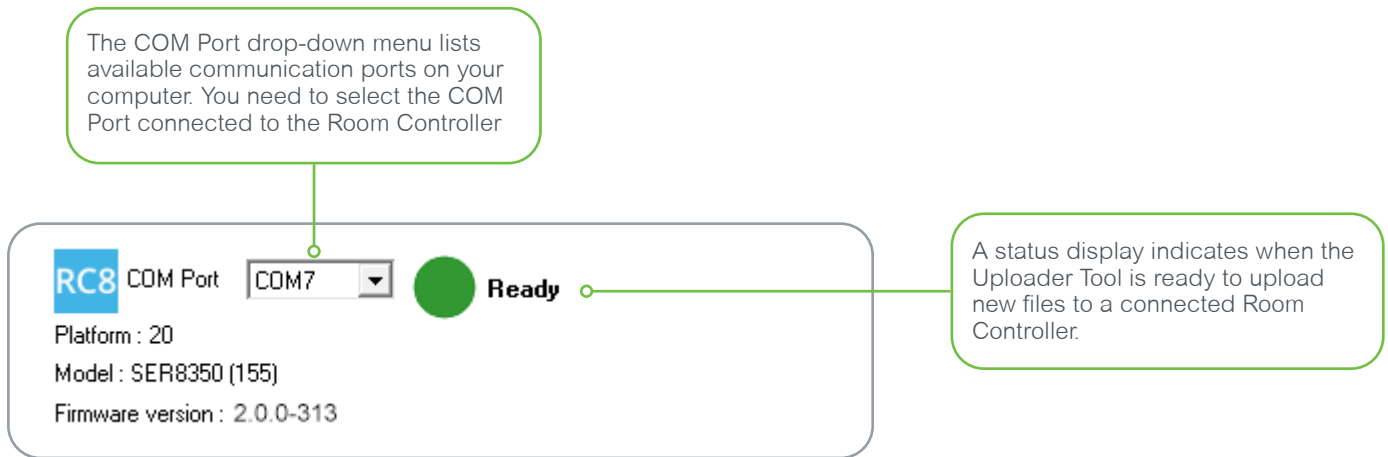 The COM Port drop-down menu lists
available communication ports on your
computer. You need to select the COM
Port connected to the Room Controller
RC8 COM Port COM7 Ready
Platform : 20
Model : SER8350 (155)
Firmware version : 2.0.0-313
A status display indicates when the
Uploader Tool is ready to upload
new files to a connected Room
Controller.